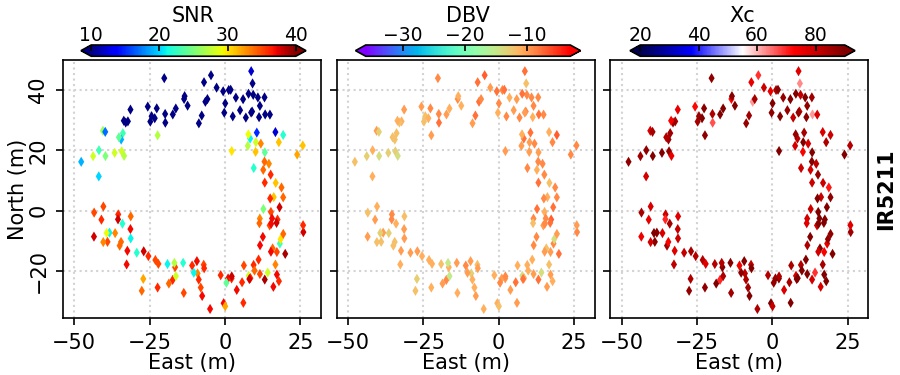 SNR DBV Xc
10 20 30 40 −30 −20 −10 20 40 60 80
North (m)
40
20
0
−20
−50 −25 0 25 −50 −25 0 25 −50 −25 0 25
East (m) East (m) East (m)
IR5211